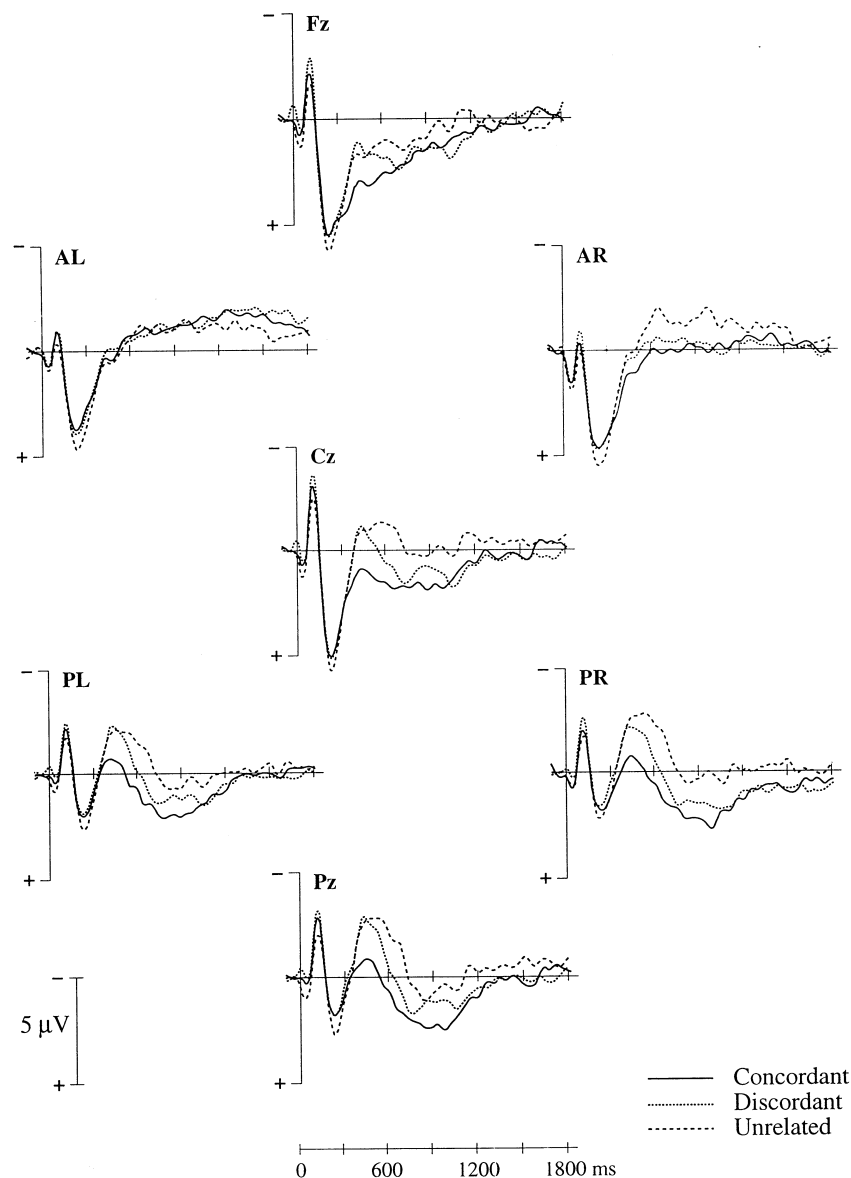 −
Fz
+
−
AL
+
−
AR
+
−
Cz
+
−
PL
+
−
PR
+
−
Pz
+
−
5 µV
+
Concordant
Discordant
Unrelated
0 600 1200 1800 ms